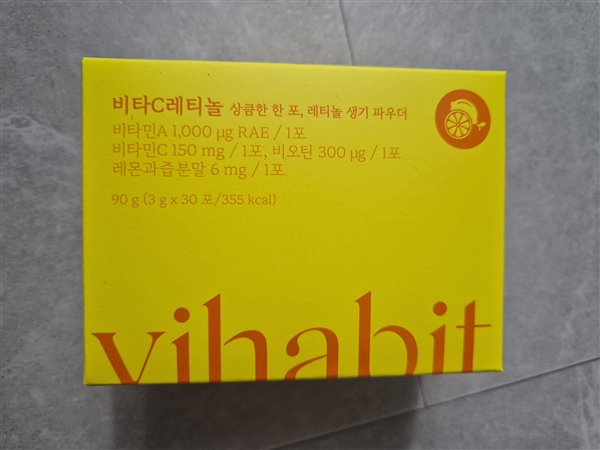 비타C레티놀 상큼한 한 포, 레티놀 생기 파우더
비타민A 1,000 μg RAE / 1포
비타민C 150 mg / 1포, 비오틴 300 μg / 1포
레몬과즙분말 6 mg / 1포
90 g (3 g x 30 포/355 kcal)
vihabit